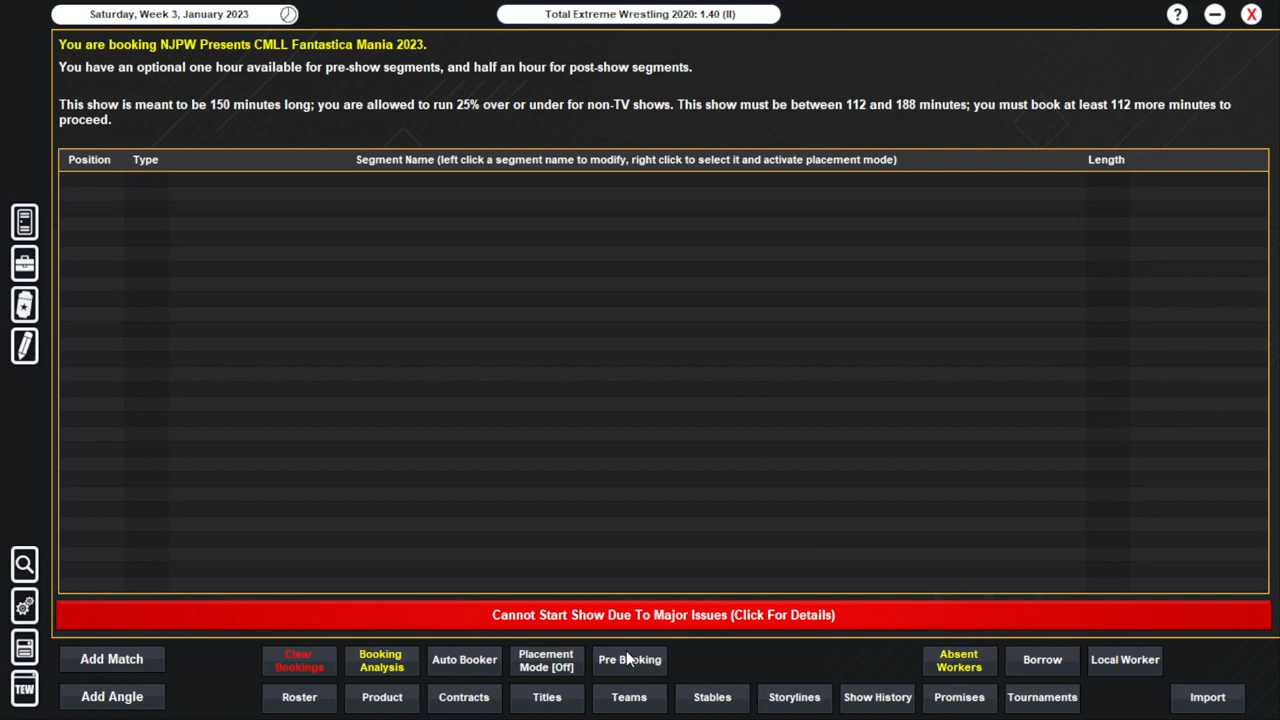 Saturday, Week 3, January 2023
Total Extreme Wrestling 2020: 1.40 (II)
? – X
You are booking NJPW Presents CMLL Fantastica Mania 2023.
You have an optional one hour available for pre-show segments, and half an hour for post-show segments.
This show is meant to be 150 minutes long; you are allowed to run 25% over or under for non-TV shows. This show must be between 112 and 188 minutes; you must book at least 112 more minutes to
proceed.
Position Type Segment Name (left click a segment name to modify, right click to select it and activate placement mode) Length
Cannot Start Show Due To Major Issues (Click For Details)
Add Match
Clear
Bookings
Booking
Analysis
Auto Booker
Placement
Mode [Off]
Pre Booking
Absent
Workers
Borrow
Local Worker
TEW
Add Angle
Roster
Product
Contracts
Titles
Teams
Stables
Storylines
Show History
Promises
Tournaments
Import